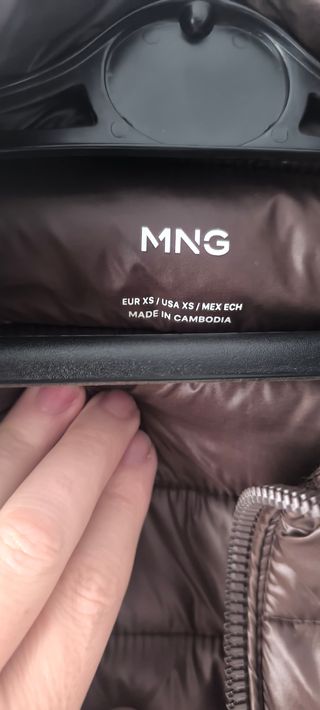 MNG
EUR XS / USA XS / MEX ECH
MADE IN CAMBODIA